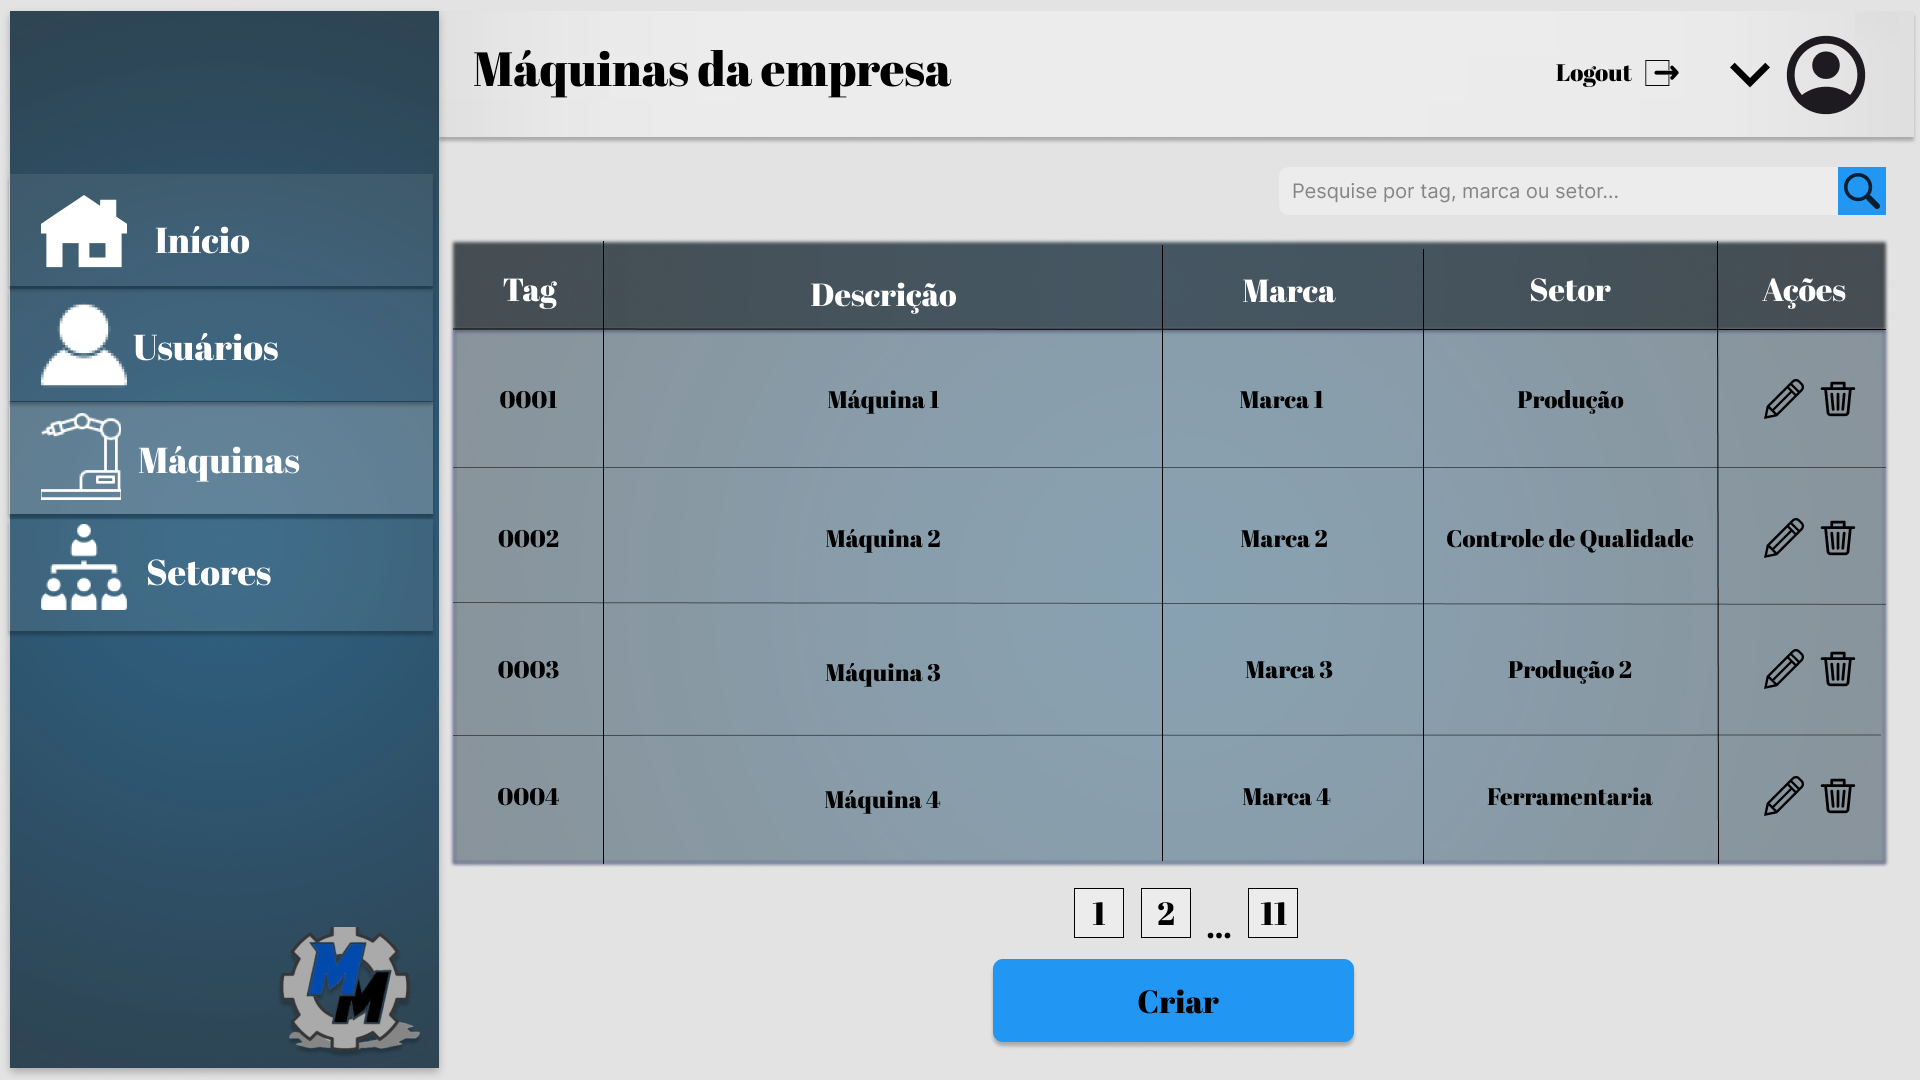 Máquinas da empresa
Logout
Pesquise por tag, marca ou setor...
Início
Usuários
Máquinas
Setores
Tag Descrição Marca Setor Ações
0001 Máquina 1 Marca 1 Produção
0002 Máquina 2 Marca 2 Controle de Qualidade
0003 Máquina 3 Marca 3 Produção 2
0004 Máquina 4 Marca 4 Ferramentaria
1 2 ... 11
Criar
MM